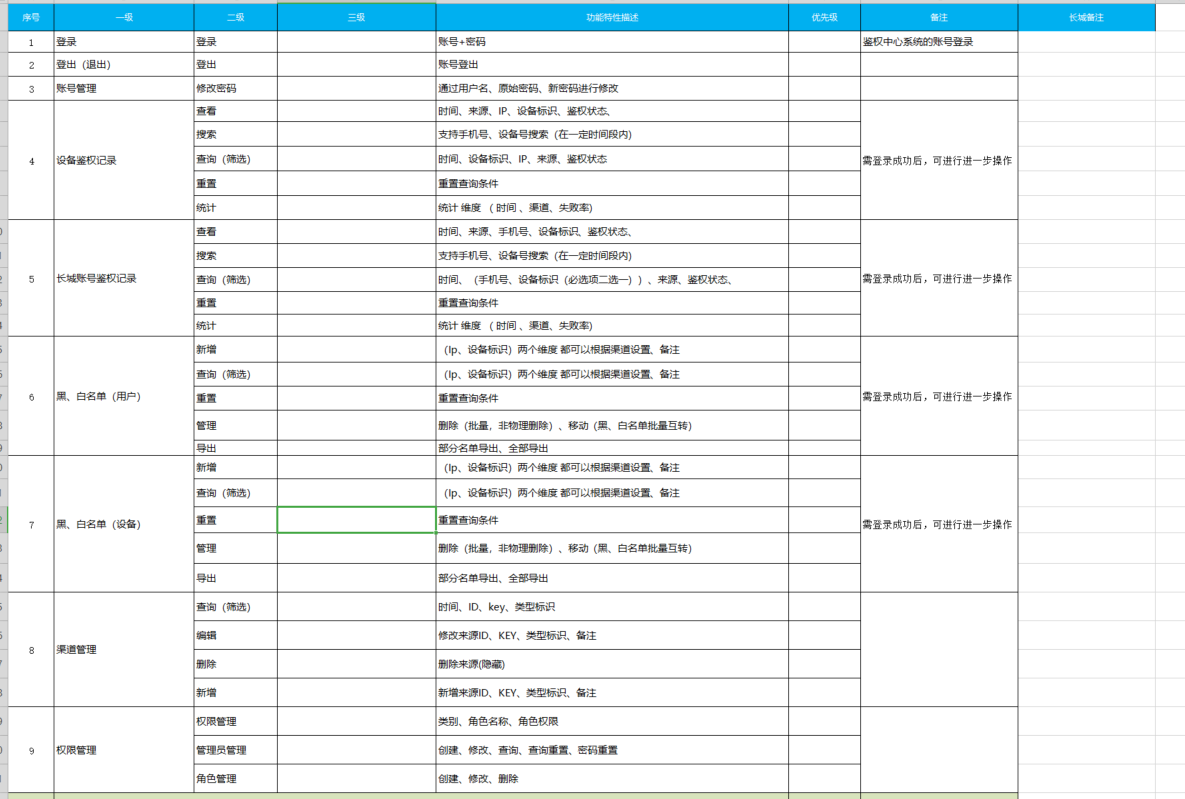 序号 一级 二级 三级 功能特性描述 优先级 备注 长城备注
1 登录 登录 账号+密码 鉴权中心系统的账号登录
2 登出（退出） 登出 账号登出
3 账号管理 修改密码 通过用户名、原始密码、新密码进行修改
查看 时间、来源、IP、设备标识、鉴权状态、
搜索 支持手机号、设备号搜索（在一定时间段内）
4 设备鉴权记录 查询（筛选） 时间、设备标识、IP、来源、鉴权状态 需登录成功后，可进行进一步操作
重置 重置查询条件
统计 统计 维度 （ 时间 、渠道、失败率)
查看 时间、来源、手机号、设备标识、鉴权状态、
搜索 支持手机号、设备号搜索（在一定时间段内）
5 长城账号鉴权记录 查询（筛选） 时间、（手机号、设备标识（必选项二选一））、来源、鉴权状态、 需登录成功后，可进行进一步操作
重置 重置查询条件
统计 统计 维度 （ 时间 、渠道、失败率)
新增 （Ip、设备标识）两个维度 都可以根据渠道设置、备注
查询（筛选） （Ip、设备标识）两个维度 都可以根据渠道设置、备注
6 黑、白名单（用户） 重置 重置查询条件 需登录成功后，可进行进一步操作
管理 删除（批量，非物理删除）、移动（黑、白名单批量互转）
导出 部分名单导出、全部导出
新增 （Ip、设备标识）两个维度 都可以根据渠道设置、备注
查询（筛选） （Ip、设备标识）两个维度 都可以根据渠道设置、备注
7 黑、白名单（设备） 重置 重置查询条件 需登录成功后，可进行进一步操作
管理 删除（批量，非物理删除）、移动（黑、白名单批量互转）
导出 部分名单导出、全部导出
查询（筛选） 时间、ID、key、类型标识
编辑 修改来源ID、KEY、类型标识、备注
8 渠道管理
删除 删除来源(隐藏)
新增 新增来源ID、KEY、类型标识、备注
权限管理 类别、角色名称、角色权限
9 权限管理 管理员管理 创建、修改、查询、查询重置、密码重置
角色管理 创建、修改、删除